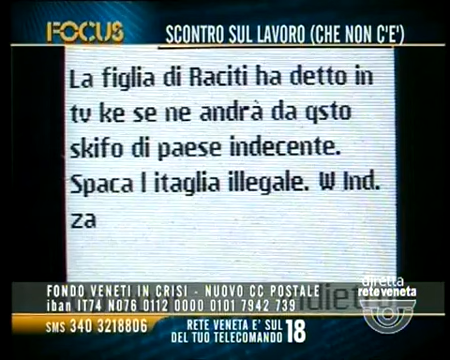 FOCUS
SCONTRO SUL LAVORO (CHE NON C'E')
La figlia di Raciti ha detto in
tv ke se ne andrà da qsto
skifo di paese indecente.
Spaca l itaglia illegale. W Ind.
za
diretta
reteveneta
FONDO VENETI IN CRISI - NUOVO CC POSTALE
iban IT74 N076 0112 0000 0101 7942 739
SMS 340 3218806
RETE VENETA E' SUL
DEL TUO TELECOMANDO 18